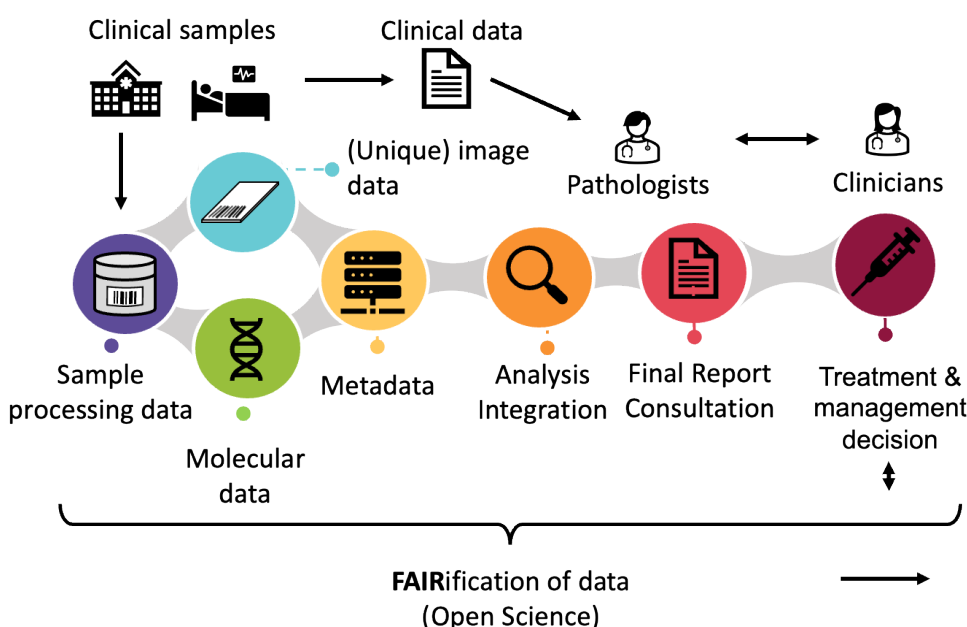 Clinical samples
Clinical data
(Unique) image
data
Pathologists
Clinicians
Sample
processing data
Molecular
data
Metadata
Analysis
Integration
Final Report
Consultation
Treatment &
management
decision
FAIRification of data
(Open Science)